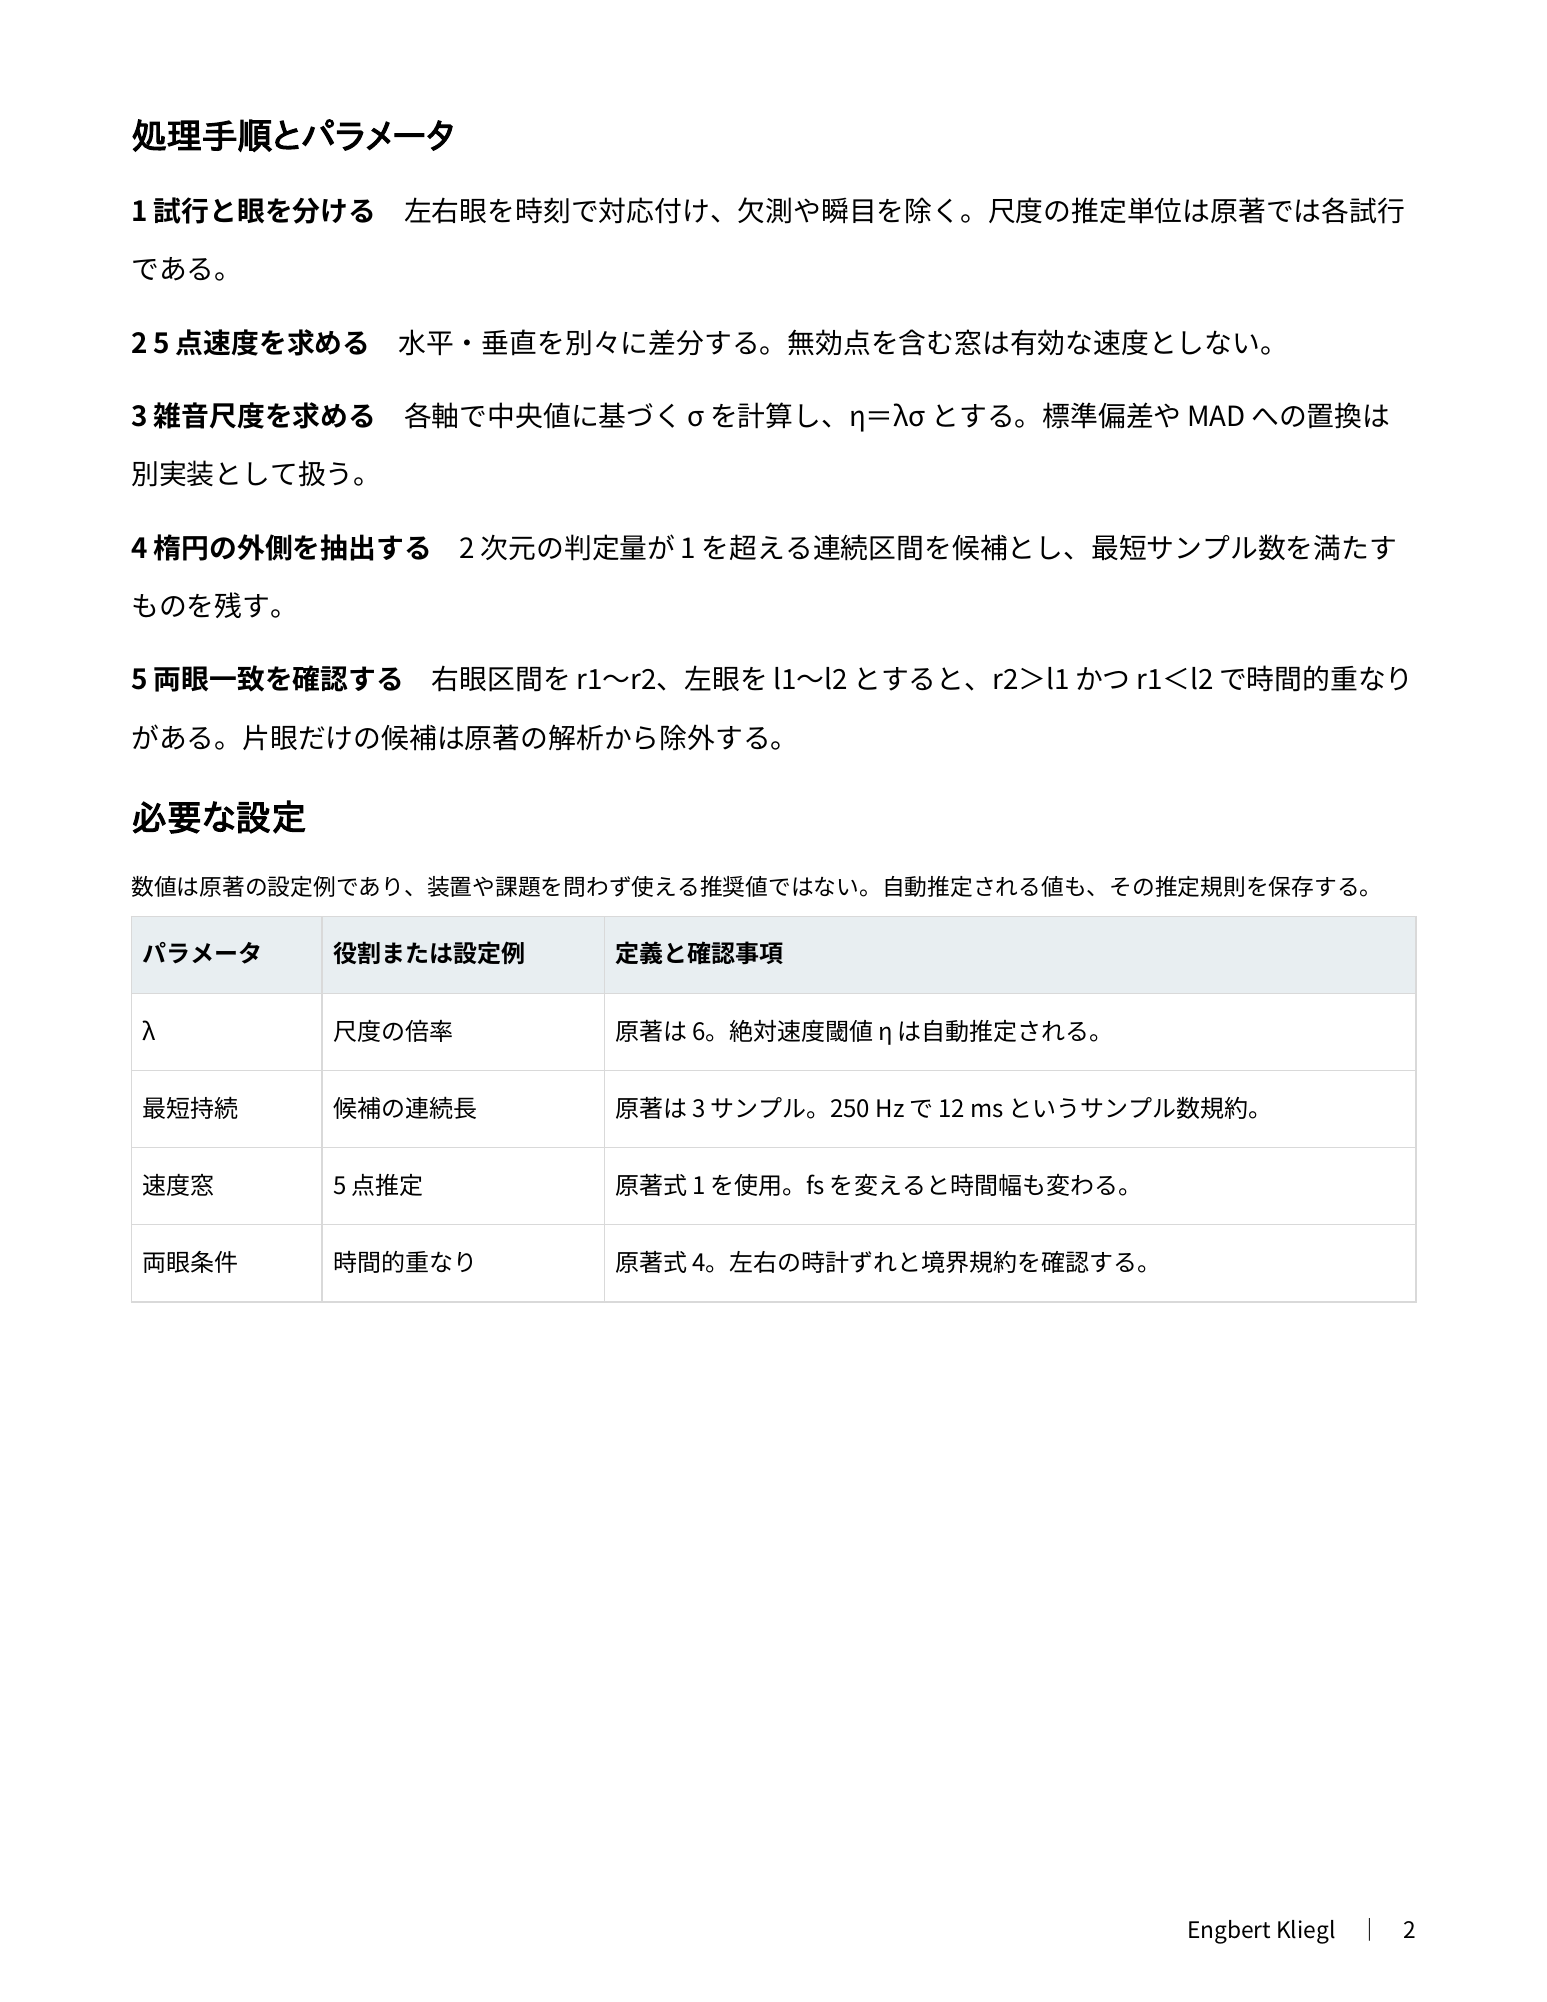 処理手順とパラメータ
1 試行と眼を分ける　左右眼を時刻で対応付け、欠測や瞬目を除く。尺度の推定単位は原著では各試行
である。
2 5 点速度を求める　水平・垂直を別々に差分する。無効点を含む窓は有効な速度としない。
3 雑音尺度を求める　各軸で中央値に基づく σ を計算し、η＝λσ とする。標準偏差や MAD への置換は
別実装として扱う。
4 楕円の外側を抽出する　2 次元の判定量が 1 を超える連続区間を候補とし、最短サンプル数を満たす
ものを残す。
5 両眼一致を確認する　右眼区間を r1～r2、左眼を l1～l2 とすると、r2＞l1 かつ r1＜l2 で時間的重なり
がある。片眼だけの候補は原著の解析から除外する。
必要な設定
数値は原著の設定例であり、装置や課題を問わず使える推奨値ではない。自動推定される値も、その推定規則を保存する。
パラメータ　役割または設定例　定義と確認事項
λ　尺度の倍率　原著は 6。絶対速度閾値 η は自動推定される。
最短持続　候補の連続長　原著は 3 サンプル。250 Hz で 12 ms というサンプル数規約。
速度窓　5 点推定　原著式 1 を使用。fs を変えると時間幅も変わる。
両眼条件　時間的重なり　原著式 4。左右の時計ずれと境界規約を確認する。
Engbert Kliegl ｜ 2